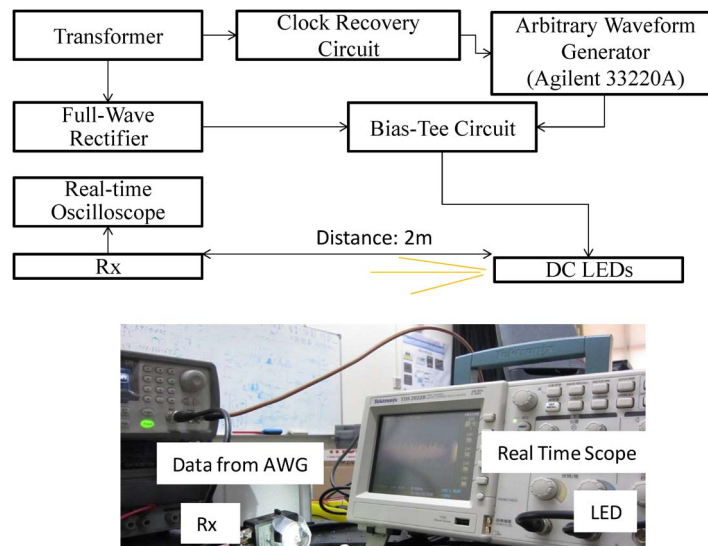 Transformer
Clock Recovery
Circuit
Arbitrary Waveform
Generator
(Agilent 33220A)
Full-Wave
Rectifier
Bias-Tee Circuit
Real-time
Oscilloscope
Distance: 2m
Rx
DC LEDs
Tektronix
Data from AWG
Real Time Scope
Rx
LED